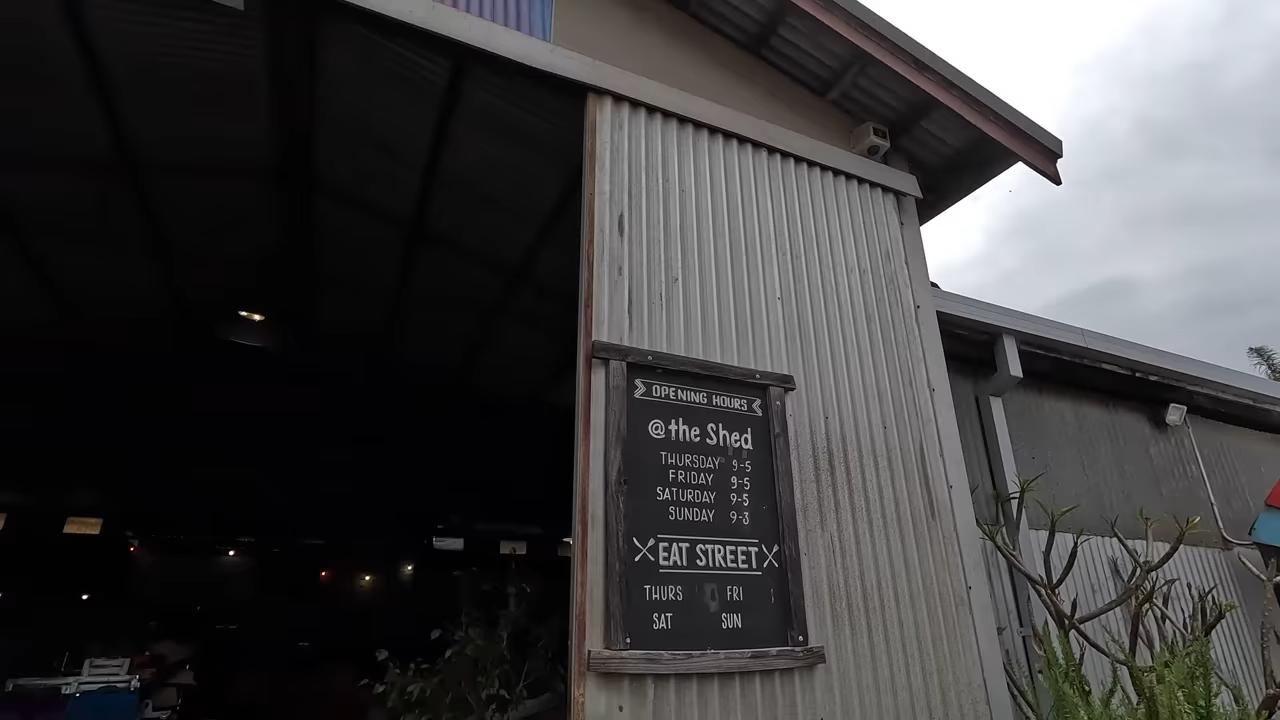 OPENING HOURS
@the Shed
THURSDAY 9-5
FRIDAY 9-5
SATURDAY 9-5
SUNDAY 9-3
EAT STREET
THURS FRI
SAT SUN